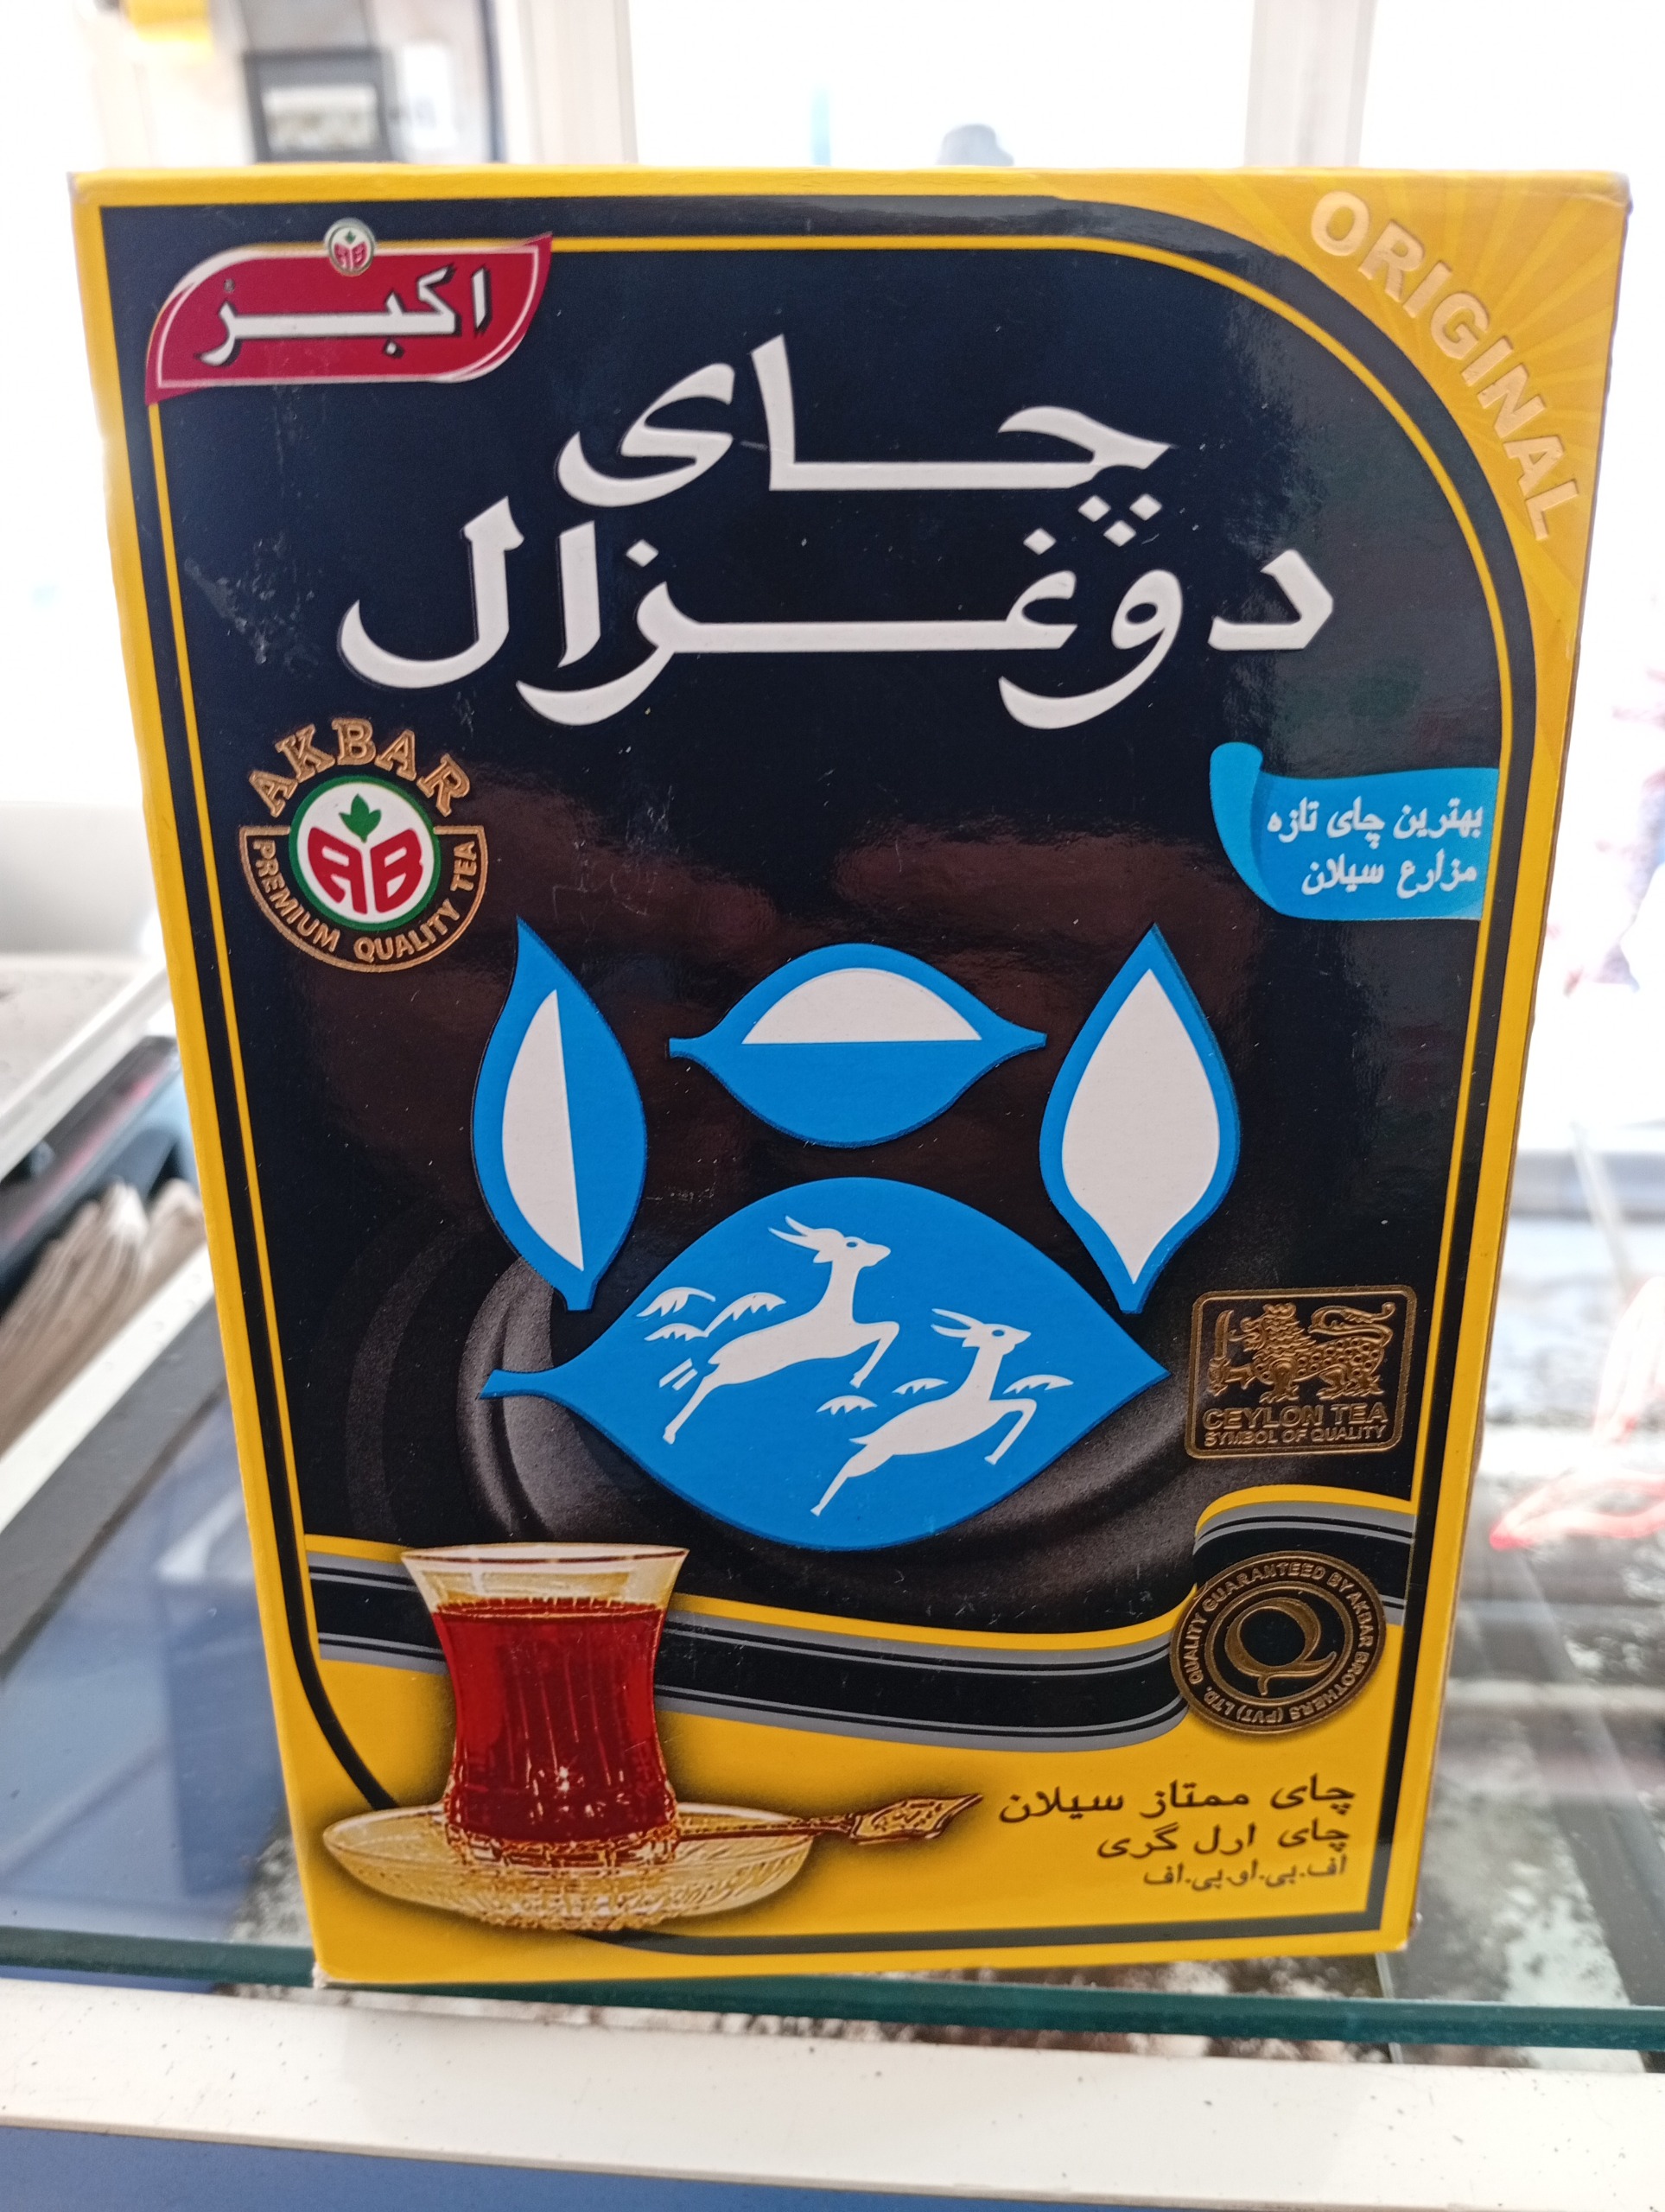 ORIGINAL
اکبر
چای
دوغزال
AKBAR
AB
PREMIUM QUALITY TEA
بهترین چای تازه
مزارع سیلان
CEYLON TEA
SYMBOL OF QUALITY
QUALITY GUARANTEED BY AKBAR BROTHERS (PVT) LTD.
Q
چای ممتاز سیلان
چای ارل گری
اف.بی.او.پی.اف